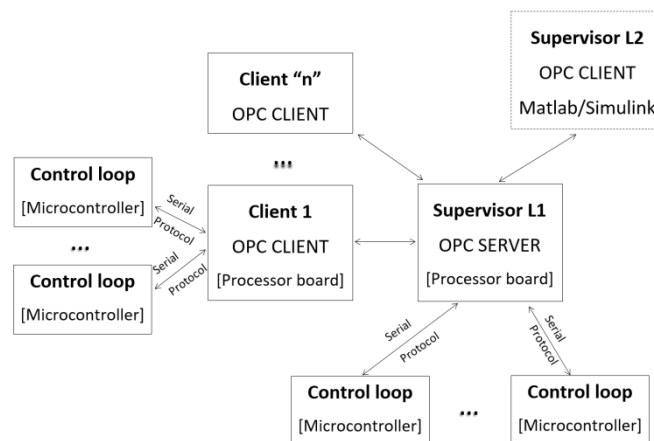 Supervisor L2
OPC CLIENT
Matlab/Simulink
Client “n”
OPC CLIENT
...
Control loop
[Microcontroller]
Serial
Protocol
...
Control loop
[Microcontroller]
Serial
Protocol
Client 1
OPC CLIENT
[Processor board]
Supervisor L1
OPC SERVER
[Processor board]
Serial
Protocol
Serial
Protocol
Control loop
[Microcontroller]
...
Control loop
[Microcontroller]